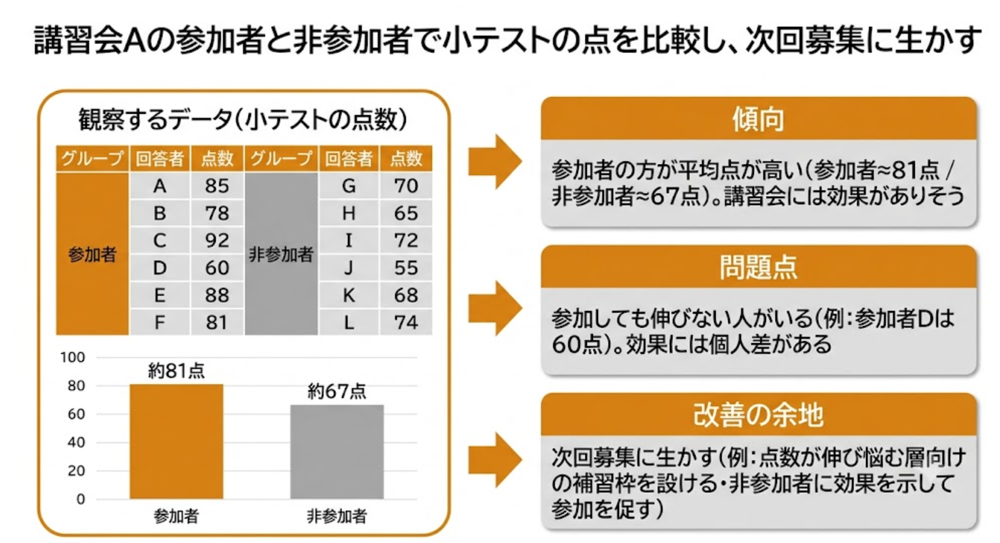 講習会Aの参加者と非参加者で小テストの点を比較し、次回募集に生かす
観察するデータ(小テストの点数)
グループ 回答者 点数 グループ 回答者 点数
参加者 非参加者
A 85 G 70
B 78 H 65
C 92 I 72
D 60 J 55
E 88 K 68
F 81 L 74
100
80
60
40
20
0
約81点
約67点
参加者 非参加者
傾向
参加者の方が平均点が高い(参加者≈81点 /
非参加者≈67点)。講習会には効果がありそう
問題点
参加しても伸びない人がいる(例:参加者Dは
60点)。効果には個人差がある
改善の余地
次回募集に生かす(例:点数が伸び悩む層向け
の補習枠を設ける・非参加者に効果を示して
参加を促す)